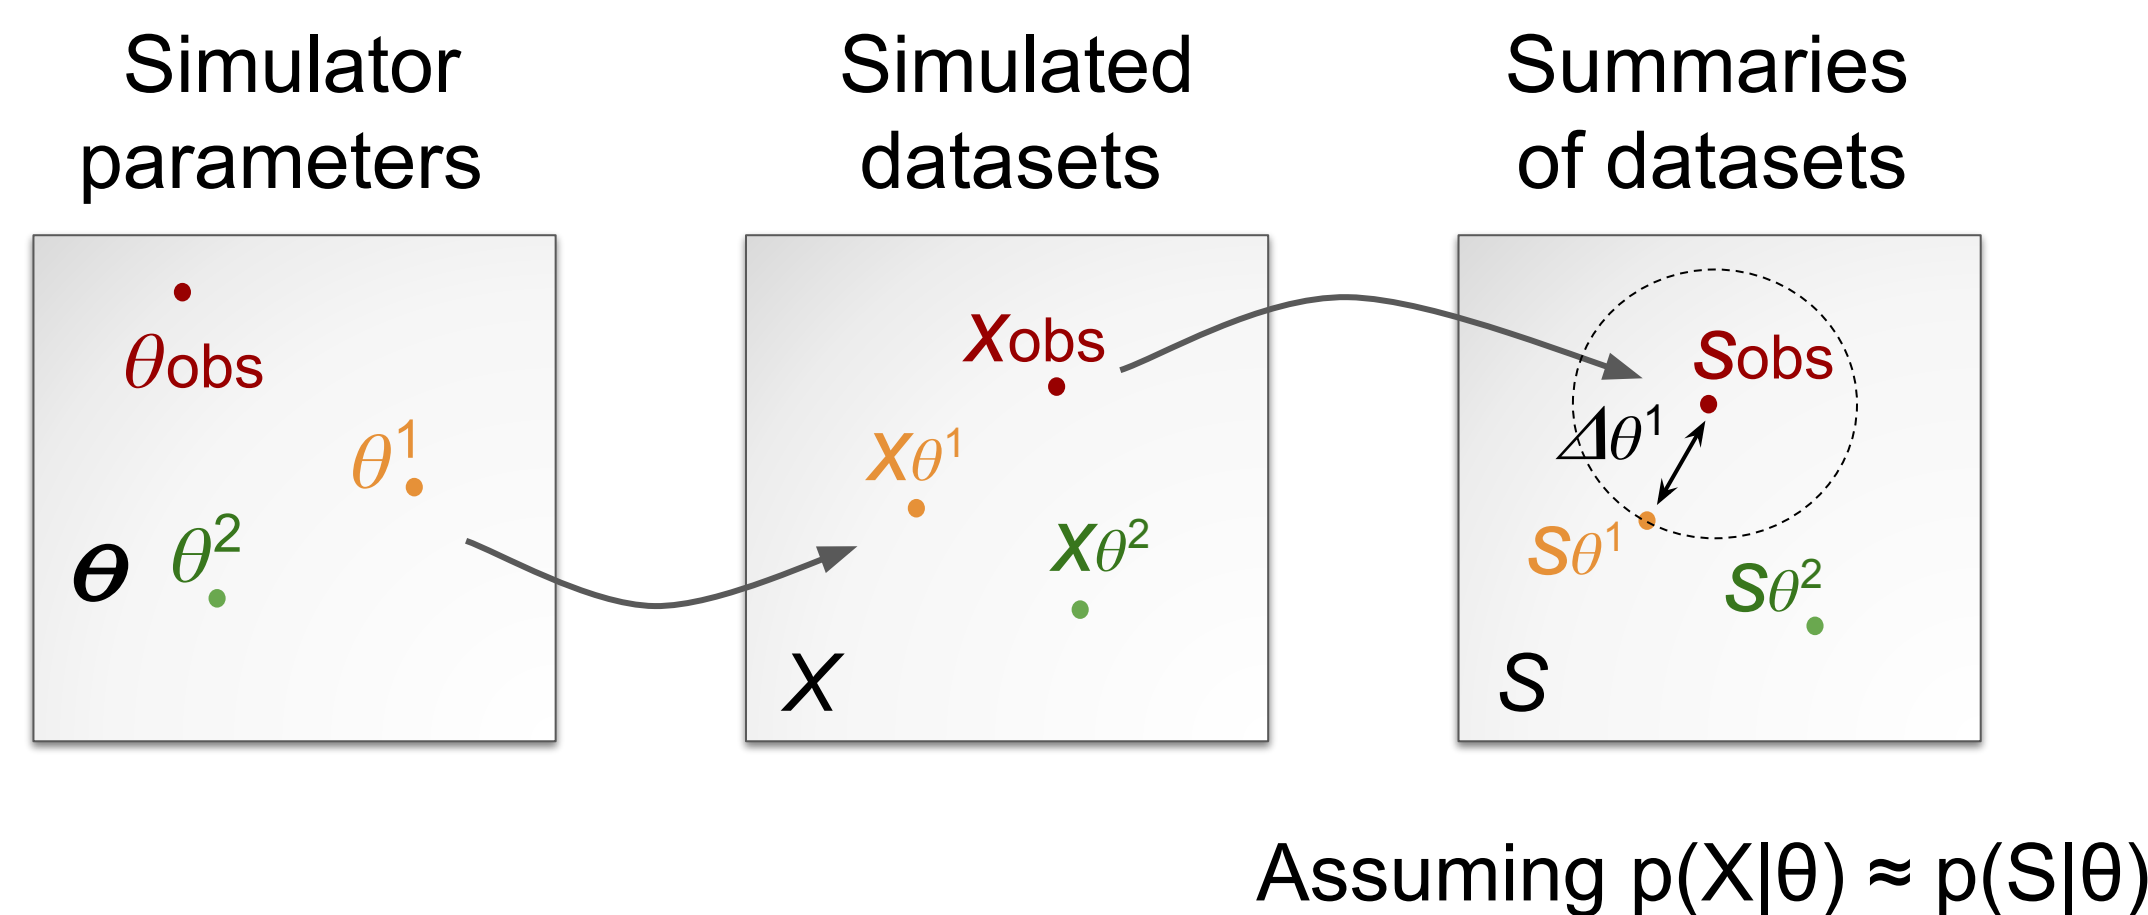 Simulator
parameters
Simulated
datasets
Summaries
of datasets
θobs
θ¹
θ²
θ
xobs
xθ¹
xθ²
X
sobs
Δθ¹
sθ¹
sθ²
S
Assuming p(X|θ) ≈ p(S|θ)